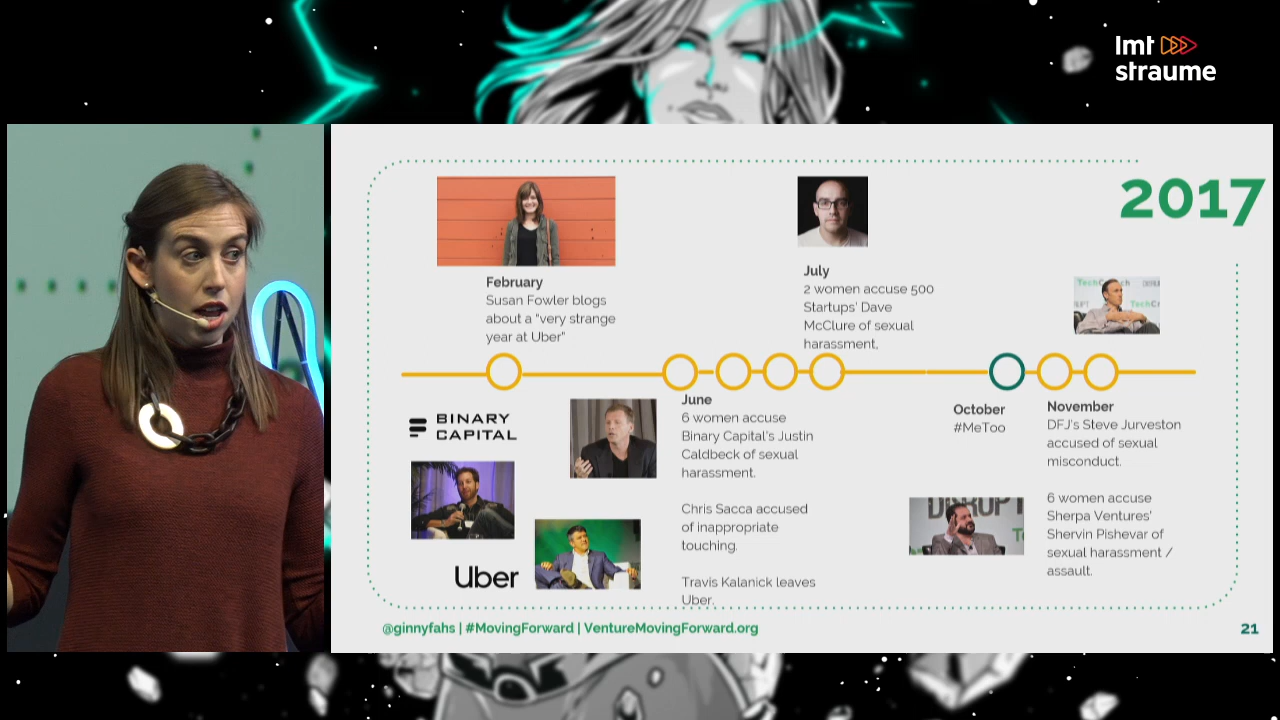 lmt
straume
2017
February
Susan Fowler blogs
about a "very strange
year at Uber"
July
2 women accuse 500
Startups' Dave
McClure of sexual
harassment,
TechCrunch
TechC
BINARY
CAPITAL
Uber
June
6 women accuse
Binary Capital's Justin
Caldbeck of sexual
harassment.
Chris Sacca accused
of inappropriate
touching.
Travis Kalanick leaves
Uber.
October
#MeToo
DISRUPT
November
DFJ's Steve Jurveston
accused of sexual
misconduct.
6 women accuse
Sherpa Ventures'
Shervin Pishevar of
sexual harassment /
assault.
@ginnyfahs | #MovingForward | VentureMovingForward.org
21